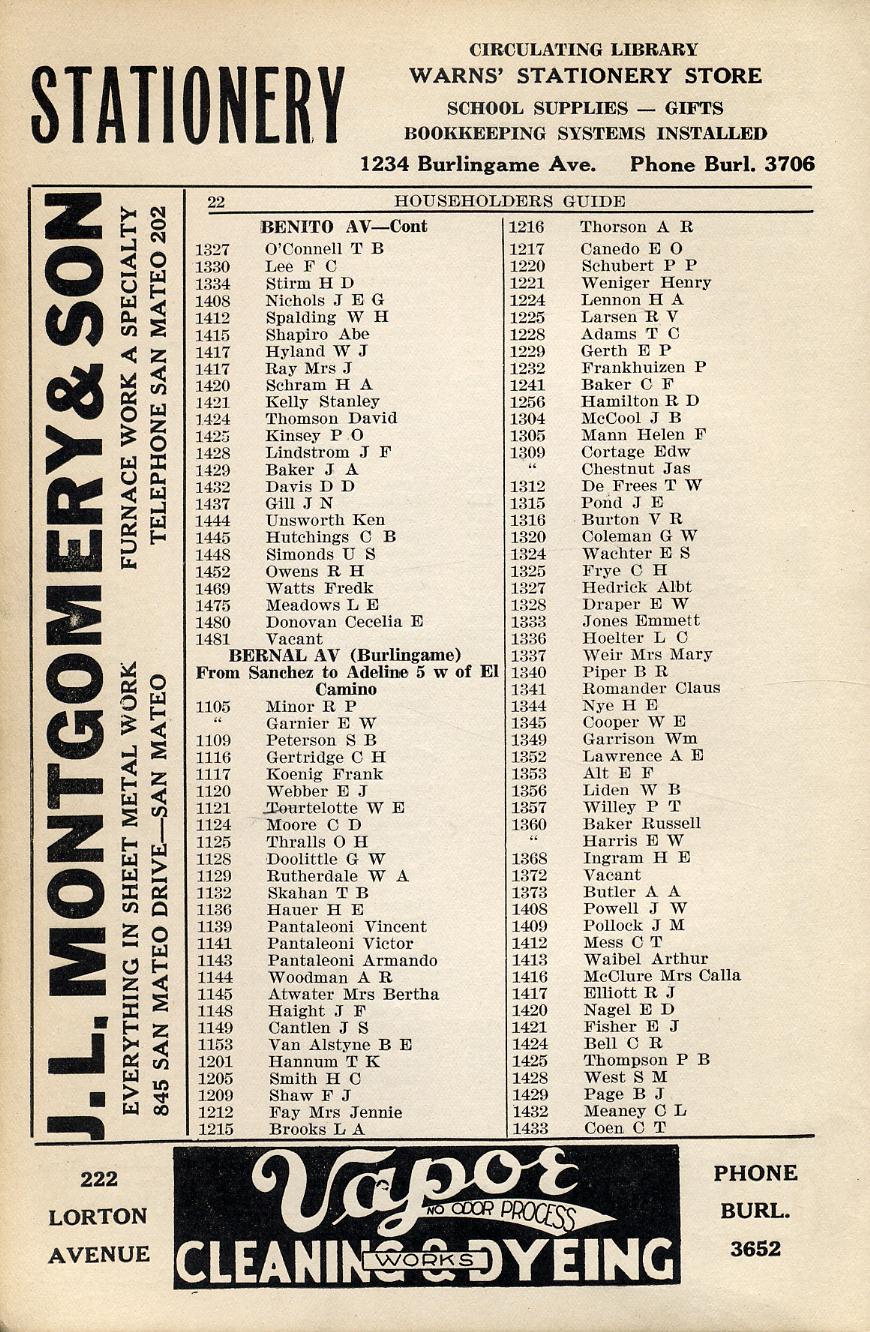 STATIONERY
CIRCULATING LIBRARY
WARNS' STATIONERY STORE
SCHOOL SUPPLIES — GIFTS
BOOKKEEPING SYSTEMS INSTALLED
1234 Burlingame Ave. Phone Burl. 3706
J. L. MONTGOMERY & SON
EVERYTHING IN SHEET METAL WORK FURNACE WORK A SPECIALTY
845 SAN MATEO DRIVE—SAN MATEO TELEPHONE SAN MATEO 202
22 HOUSEHOLDERS GUIDE
BENITO AV—Cont
1327 O'Connell T B
1330 Lee F C
1334 Stirm H D
1408 Nichols J E G
1412 Spalding W H
1415 Shapiro Abe
1417 Hyland W J
1417 Ray Mrs J
1420 Schram H A
1421 Kelly Stanley
1424 Thomson David
1425 Kinsey P O
1428 Lindstrom J F
1429 Baker J A
1432 Davis D D
1437 Gill J N
1444 Unsworth Ken
1445 Hutchings C B
1448 Simonds U S
1452 Owens R H
1469 Watts Fredk
1475 Meadows L E
1480 Donovan Cecelia E
1481 Vacant
BERNAL AV (Burlingame)
From Sanchez to Adeline 5 w of El
Camino
1105 Minor R P
“ Garnier E W
1109 Peterson S B
1116 Gertridge C H
1117 Koenig Frank
1120 Webber E J
1121 Tourtelotte W E
1124 Moore C D
1125 Thralls O H
1128 Doolittle G W
1129 Rutherdale W A
1132 Skahan T B
1136 Hauer H E
1139 Pantaleoni Vincent
1141 Pantaleoni Victor
1143 Pantaleoni Armando
1144 Woodman A R
1145 Atwater Mrs Bertha
1148 Haight J F
1149 Cantlen J S
1153 Van Alstyne B E
1201 Hannum T K
1205 Smith H C
1209 Shaw F J
1212 Fay Mrs Jennie
1215 Brooks L A
1216 Thorson A R
1217 Canedo E O
1220 Schubert P P
1221 Weniger Henry
1224 Lennon H A
1225 Larsen R V
1228 Adams T C
1229 Gerth E P
1232 Frankhuizen P
1241 Baker C F
1256 Hamilton R D
1304 McCool J B
1305 Mann Helen F
1309 Cortage Edw
“ Chestnut Jas
1312 De Frees T W
1315 Pond J E
1316 Burton V R
1320 Coleman G W
1324 Wachter E S
1325 Frye C H
1327 Hedrick Albt
1328 Draper E W
1333 Jones Emmett
1336 Hoelter L C
1337 Weir Mrs Mary
1340 Piper B R
1341 Romander Claus
1344 Nye H E
1345 Cooper W E
1349 Garrison Wm
1352 Lawrence A E
1353 Alt E F
1356 Liden W B
1357 Willey P T
1360 Baker Russell
“ Harris E W
1368 Ingram H E
1372 Vacant
1373 Butler A A
1408 Powell J W
1409 Pollock J M
1412 Mess C T
1413 Waibel Arthur
1416 McClure Mrs Calla
1417 Elliott R J
1420 Nagel E D
1421 Fisher E J
1424 Bell C R
1425 Thompson P B
1428 West S M
1429 Page B J
1432 Meaney C L
1433 Coen C T
222
LORTON
AVENUE
Vapor
NO ODOR PROCESS
CLEANING & DYEING
WORKS
PHONE
BURL.
3652